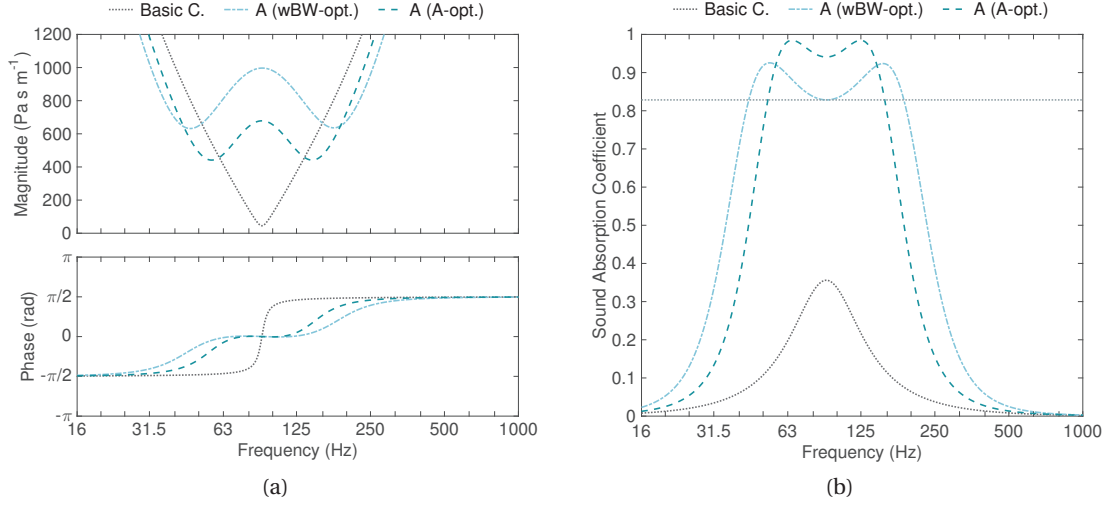 Basic C. A (wBW-opt.) A (A-opt.)
1200
1000
800
600
400
200
0
Magnitude (Pa s m⁻¹)
π
π/2
0
-π/2
-π
Phase (rad)
16 31.5 63 125 250 500 1000
Frequency (Hz)
(a)
Basic C. A (wBW-opt.) A (A-opt.)
1
0.9
0.8
0.7
0.6
0.5
0.4
0.3
0.2
0.1
0
Sound Absorption Coefficient
16 31.5 63 125 250 500 1000
Frequency (Hz)
(b)